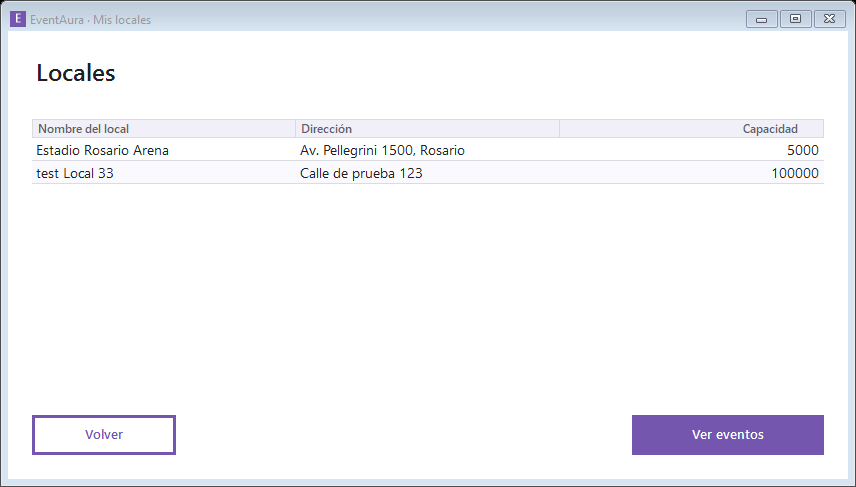 E EventAura · Mis locales
Locales
Nombre del local Dirección Capacidad
Estadio Rosario Arena Av. Pellegrini 1500, Rosario 5000
test Local 33 Calle de prueba 123 100000
Volver Ver eventos